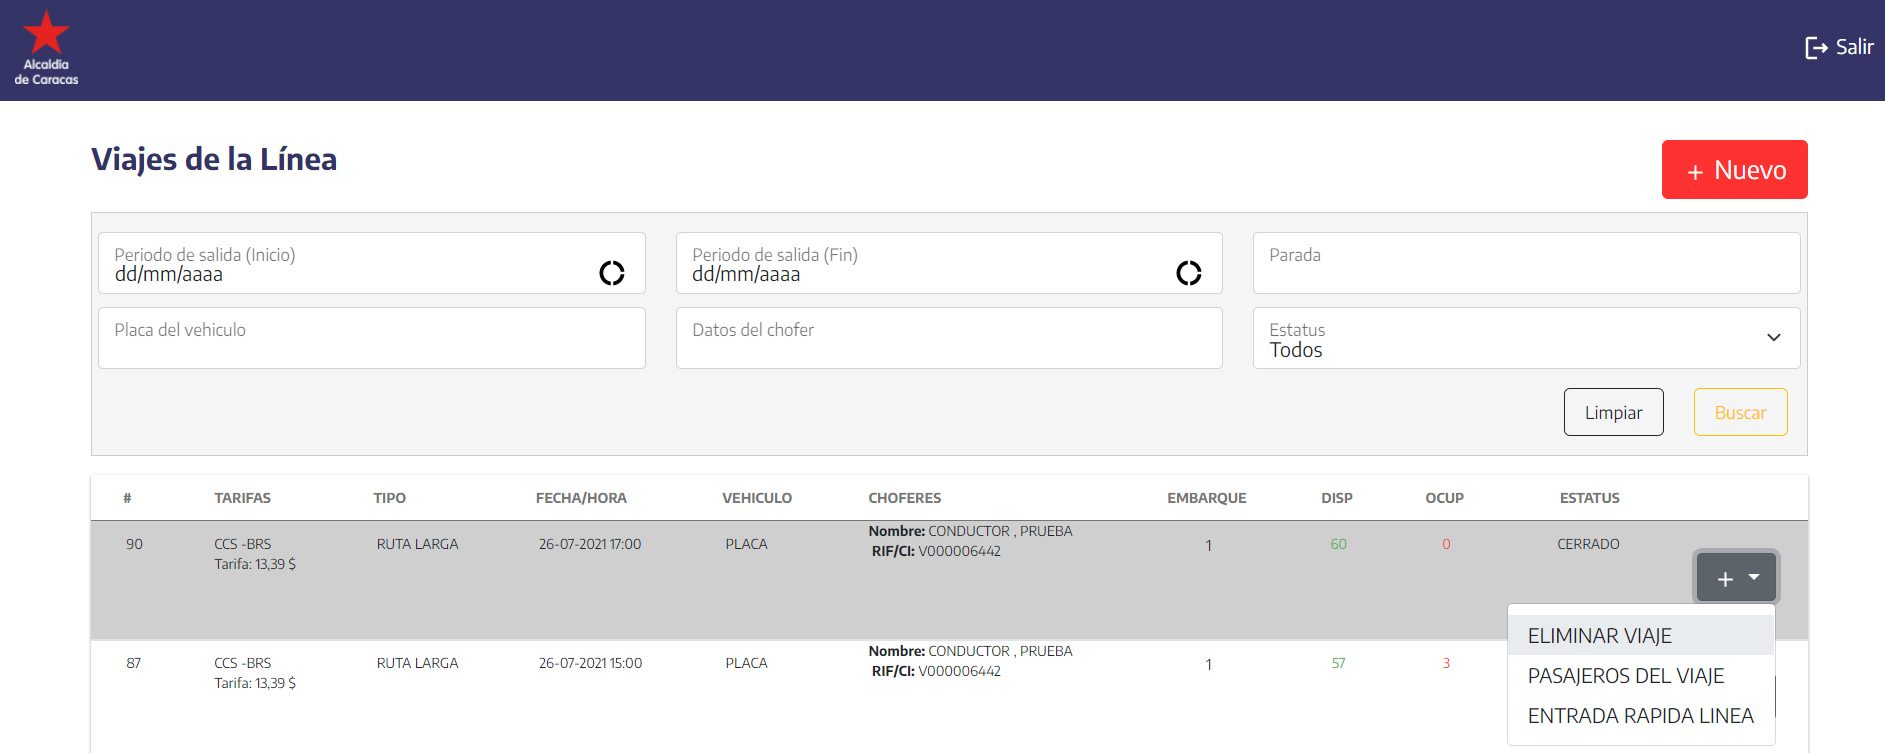 Alcaldía
de Caracas
Salir
Viajes de la Línea
+ Nuevo
Periodo de salida (Inicio)
dd/mm/aaaa
Periodo de salida (Fin)
dd/mm/aaaa
Parada
Placa del vehiculo
Datos del chofer
Estatus
Todos
Limpiar
Buscar
# TARIFAS TIPO FECHA/HORA VEHICULO CHOFERES EMBARQUE DISP OCUP ESTATUS
90 CCS -BRS RUTA LARGA 26-07-2021 17:00 PLACA Nombre: CONDUCTOR , PRUEBA 1 60 0 CERRADO
Tarifa: 13,39 $ RIF/CI: V000006442
+
ELIMINAR VIAJE
PASAJEROS DEL VIAJE
ENTRADA RAPIDA LINEA
87 CCS -BRS RUTA LARGA 26-07-2021 15:00 PLACA Nombre: CONDUCTOR , PRUEBA 1 57 3
Tarifa: 13,39 $ RIF/CI: V000006442